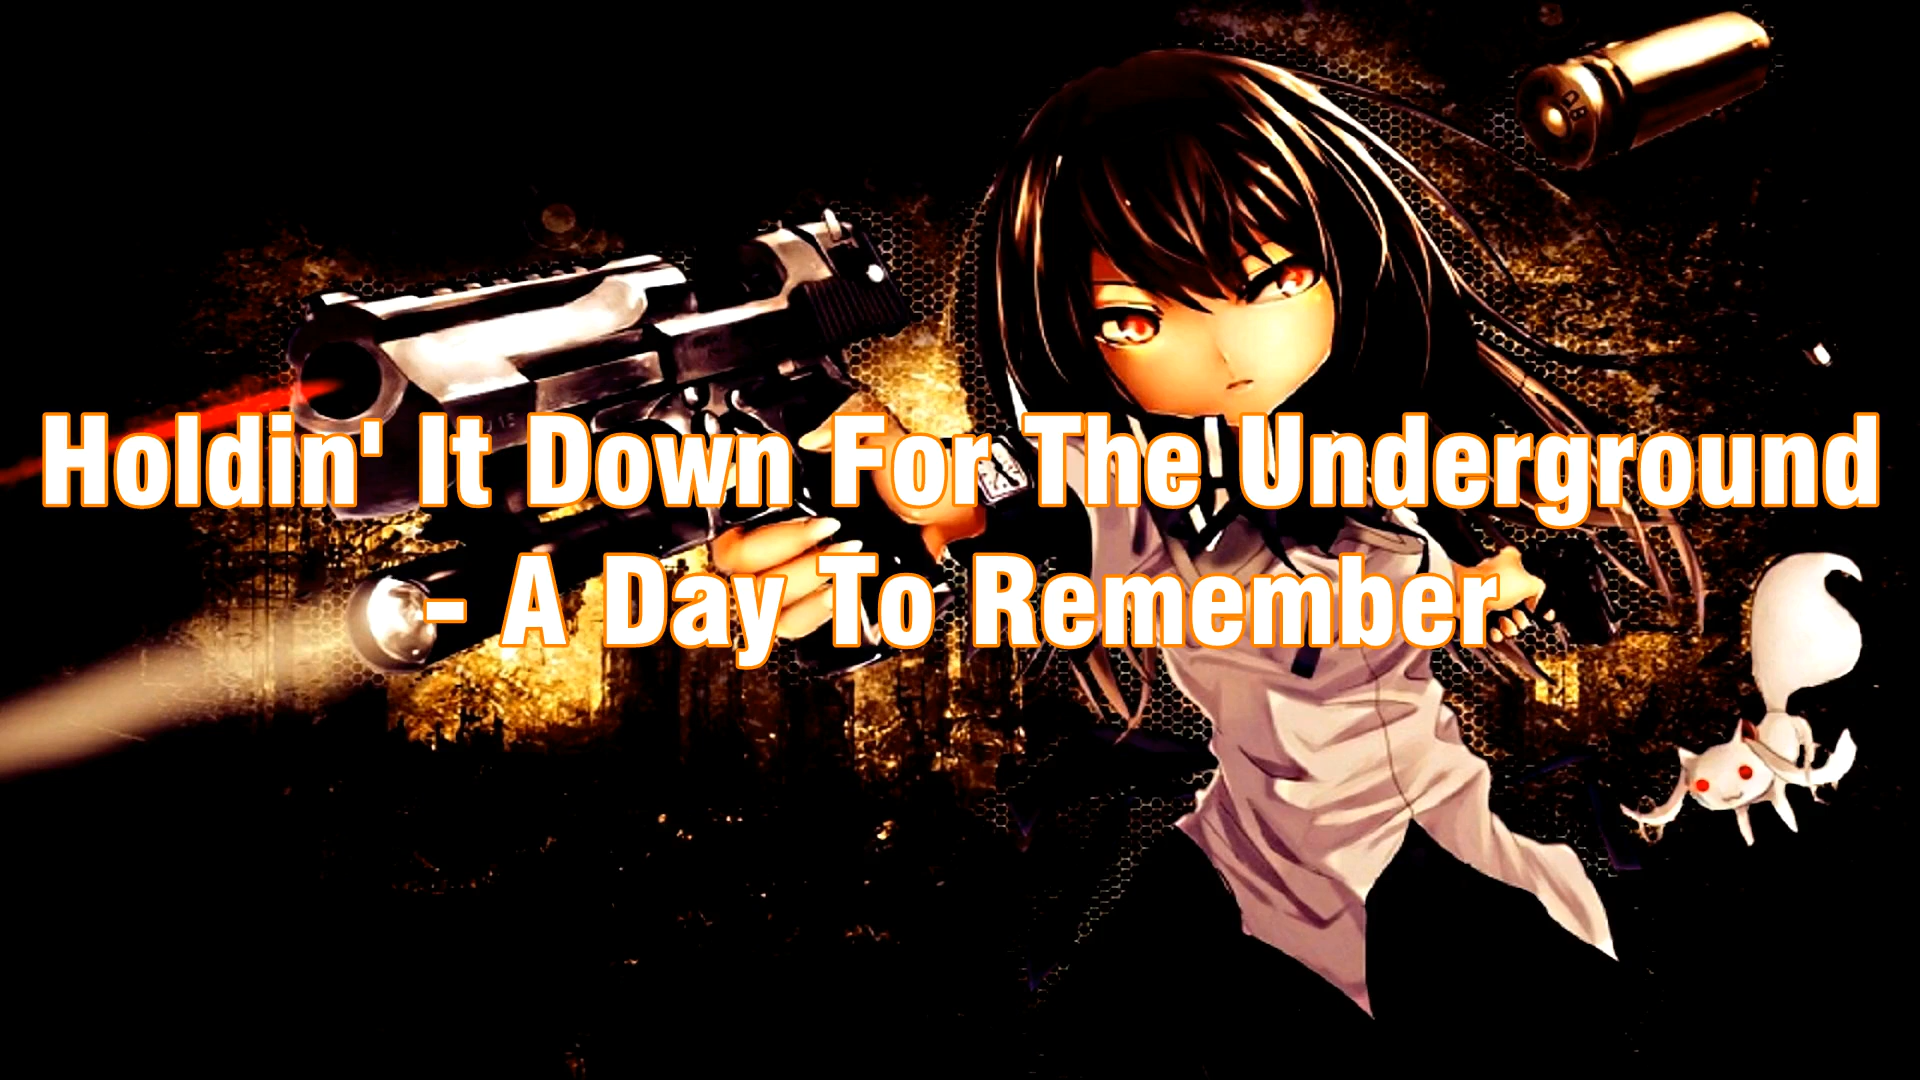 Holdin' It Down For The Underground
- A Day To Remember